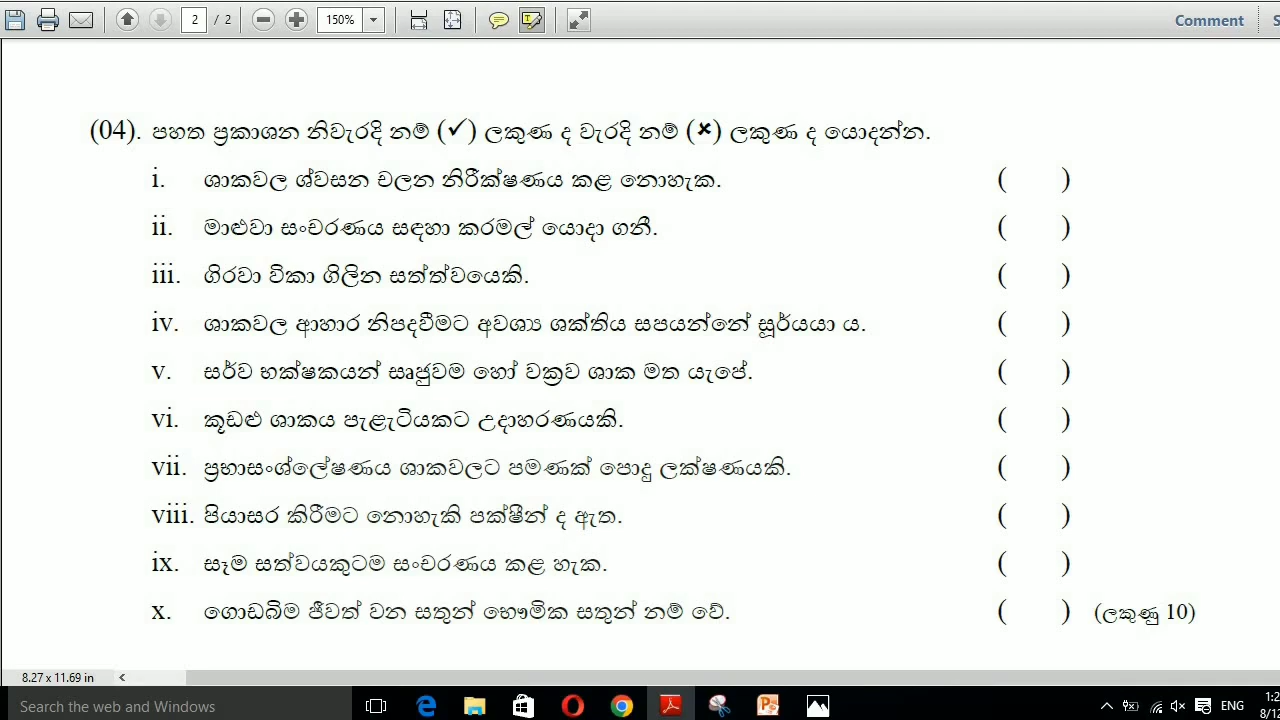 2 / 2 150% Comment S
(04). පහත ප්‍රකාශන නිවැරදි නම් (✓) ලකුණ ද වැරදි නම් (✗) ලකුණ ද යොදන්න.
i. ශාකවල ශ්වසන චලන නිරීක්ෂණය කළ නොහැක. ( )
ii. මාළුවා සංචරණය සඳහා කරමල් යොදා ගනී. ( )
iii. ගිරවා විකා ගිලින සත්ත්වයෙකි. ( )
iv. ශාකවල ආහාර නිපදවීමට අවශ්‍ය ශක්තිය සපයන්නේ සූර්යයා ය. ( )
v. සර්ව භක්ෂකයන් සෘජුවම හෝ වක්‍රව ශාක මත යැපේ. ( )
vi. කූඩළු ශාකය පැළැටියකට උදාහරණයකි. ( )
vii. ප්‍රභාසංශ්ලේෂණය ශාකවලට පමණක් පොදු ලක්ෂණයකි. ( )
viii. පියාසර කිරීමට නොහැකි පක්ෂීන් ද ඇත. ( )
ix. සෑම සත්වයකුටම සංචරණය කළ හැක. ( )
x. ගොඩබිම ජීවත් වන සතුන් භෞමික සතුන් නම් වේ. ( ) (ලකුණු 10)
8.27 x 11.69 in
Search the web and Windows ENG 1:2
8/12